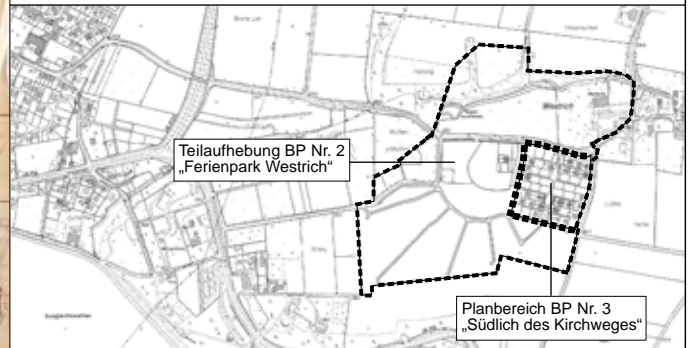 Westrich
Teilaufhebung BP Nr. 2
„Ferienpark Westrich“
Planbereich BP Nr. 3
„Südlich des Kirchweges“